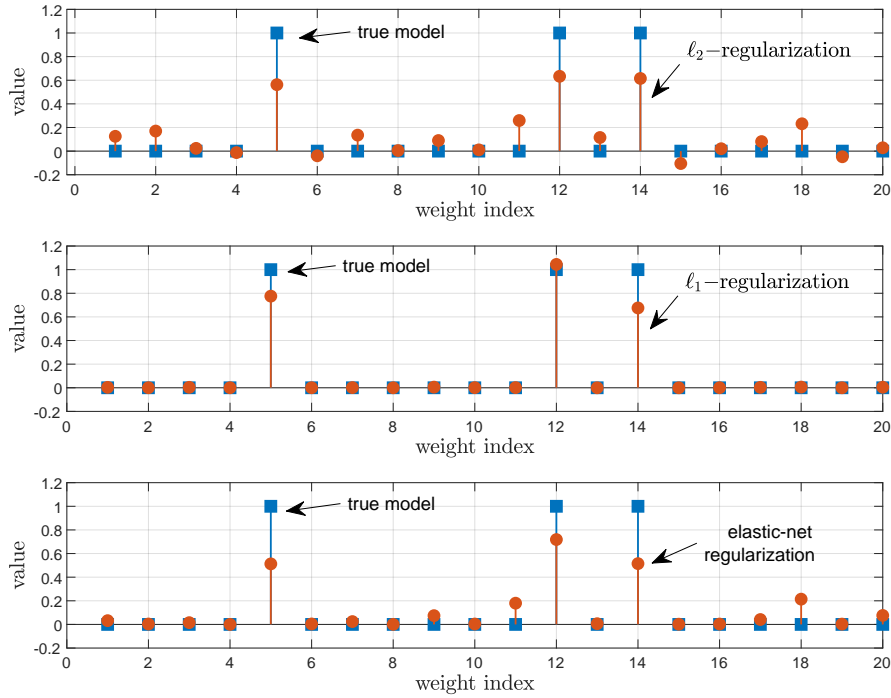 1.2
1
0.8
0.6
0.4
0.2
0
-0.2
value
true model
ℓ₂−regularization
0 2 4 6 8 10 12 14 16 18 20
weight index
1.2
1
0.8
0.6
0.4
0.2
0
-0.2
value
true model
ℓ₁−regularization
0 2 4 6 8 10 12 14 16 18 20
weight index
1.2
1
0.8
0.6
0.4
0.2
0
-0.2
value
true model
elastic-net
regularization
0 2 4 6 8 10 12 14 16 18 20
weight index